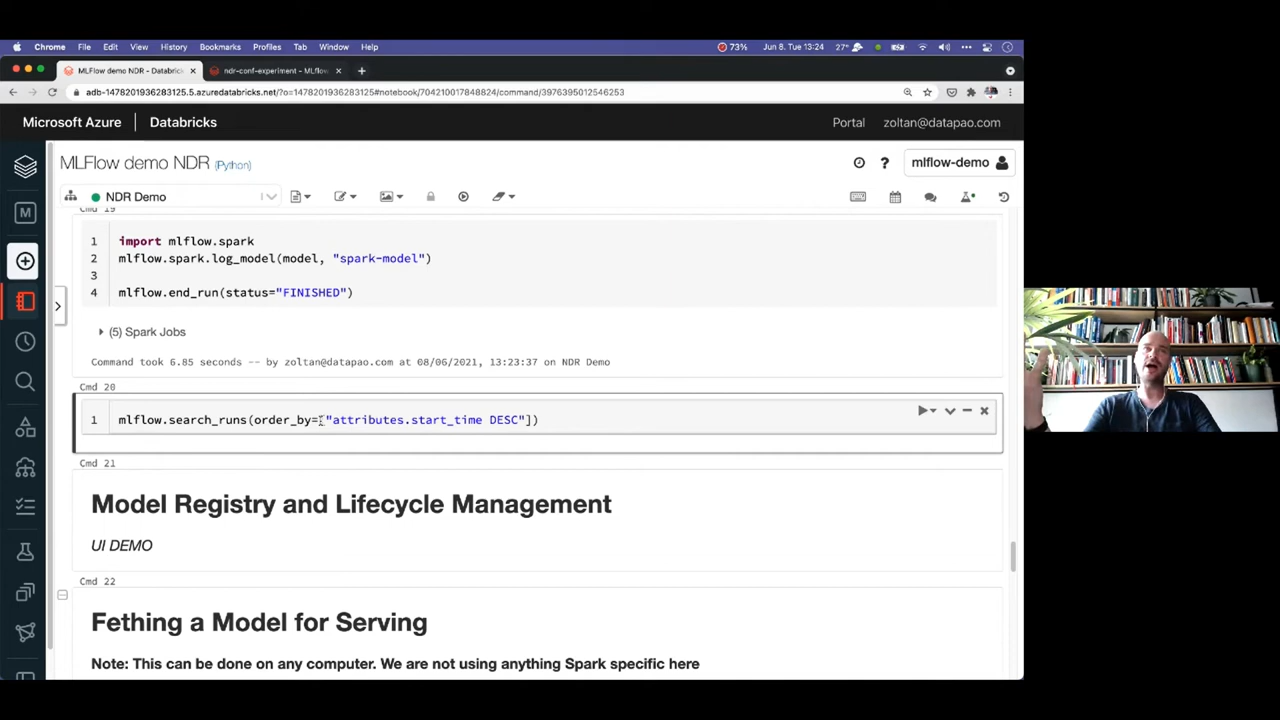 Chrome File Edit View History Bookmarks Profiles Tab Window Help 73% Jun 8. Tue 13:24 27°
MLFlow demo NDR - Databric ndr-conf-experiment - MLflow
adb-1478201936283125.5.azuredatabricks.net/?o=1478201936283125#notebook/704210017848824/command/3976395012546253
Microsoft Azure Databricks Portal zoltan@datapao.com
MLFlow demo NDR (Python) mlflow-demo
NDR Demo
Cmd 19
1 import mlflow.spark
2 mlflow.spark.log_model(model, "spark-model")
3
4 mlflow.end_run(status="FINISHED")
(5) Spark Jobs
Command took 6.85 seconds -- by zoltan@datapao.com at 08/06/2021, 13:23:37 on NDR Demo
Cmd 20
1 mlflow.search_runs(order_by=["attributes.start_time DESC"])
Cmd 21
Model Registry and Lifecycle Management
UI DEMO
Cmd 22
Fething a Model for Serving
Note: This can be done on any computer. We are not using anything Spark specific here